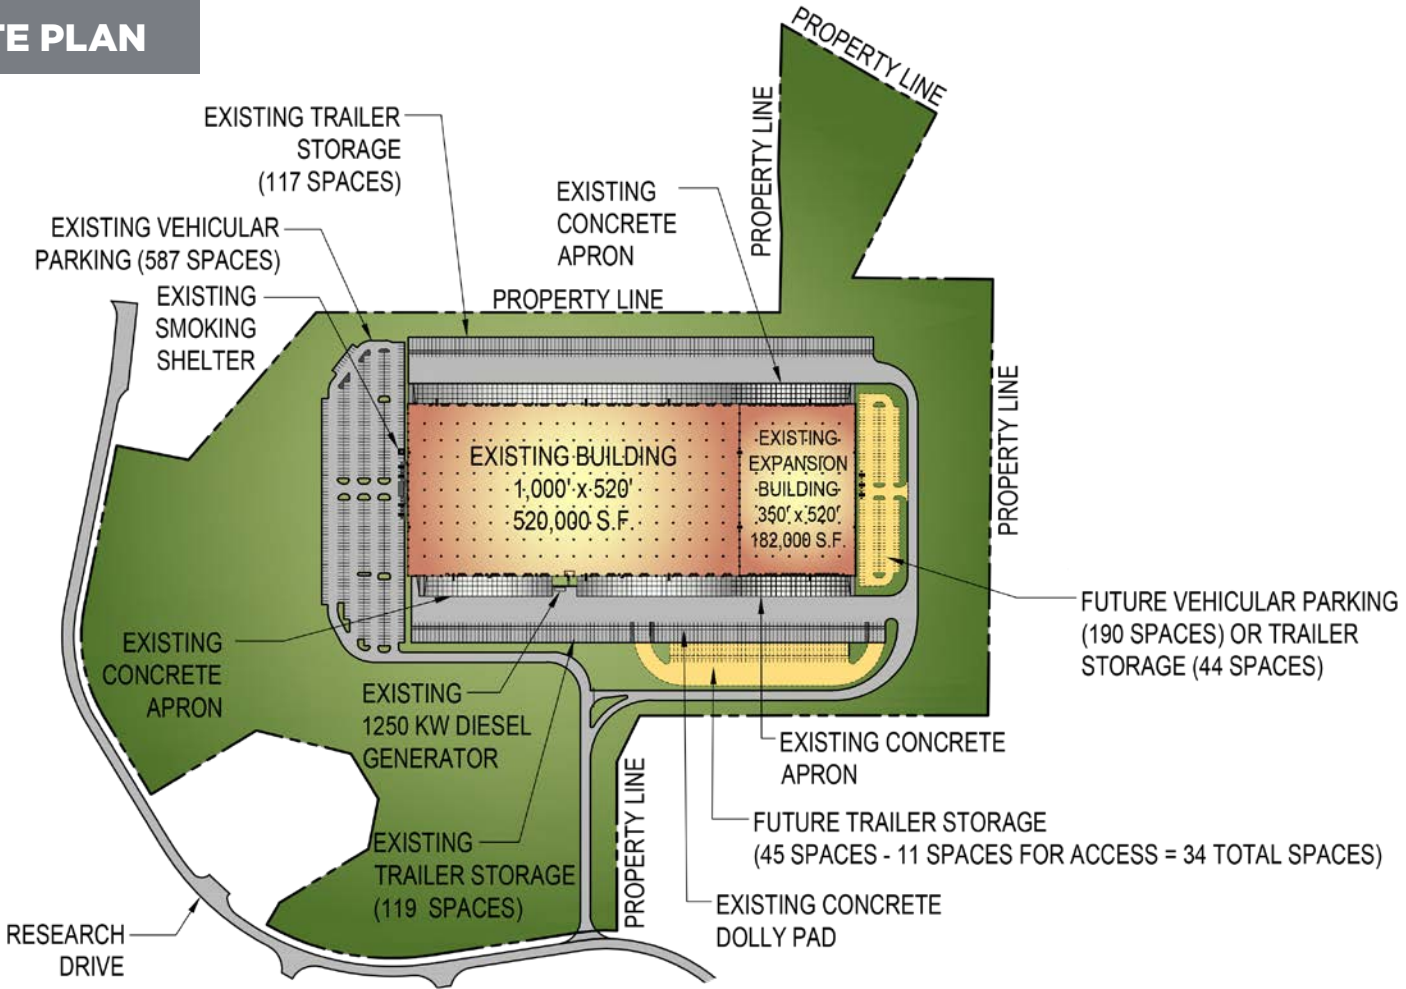 TE PLAN
PROPERTY LINE
PROPERTY LINE
EXISTING TRAILER
STORAGE
(117 SPACES)
EXISTING
CONCRETE
APRON
EXISTING VEHICULAR
PARKING (587 SPACES)
EXISTING
SMOKING
SHELTER
PROPERTY LINE
PROPERTY LINE
EXISTING BUILDING
1,000' x 520'
520,000 S.F.
EXISTING
EXPANSION
BUILDING
350' x 520'
182,000 S.F.
FUTURE VEHICULAR PARKING
(190 SPACES) OR TRAILER
STORAGE (44 SPACES)
EXISTING
CONCRETE
APRON
EXISTING
1250 KW DIESEL
GENERATOR
EXISTING CONCRETE
APRON
PROPERTY LINE
FUTURE TRAILER STORAGE
(45 SPACES - 11 SPACES FOR ACCESS = 34 TOTAL SPACES)
EXISTING
TRAILER STORAGE
(119 SPACES)
EXISTING CONCRETE
DOLLY PAD
RESEARCH
DRIVE